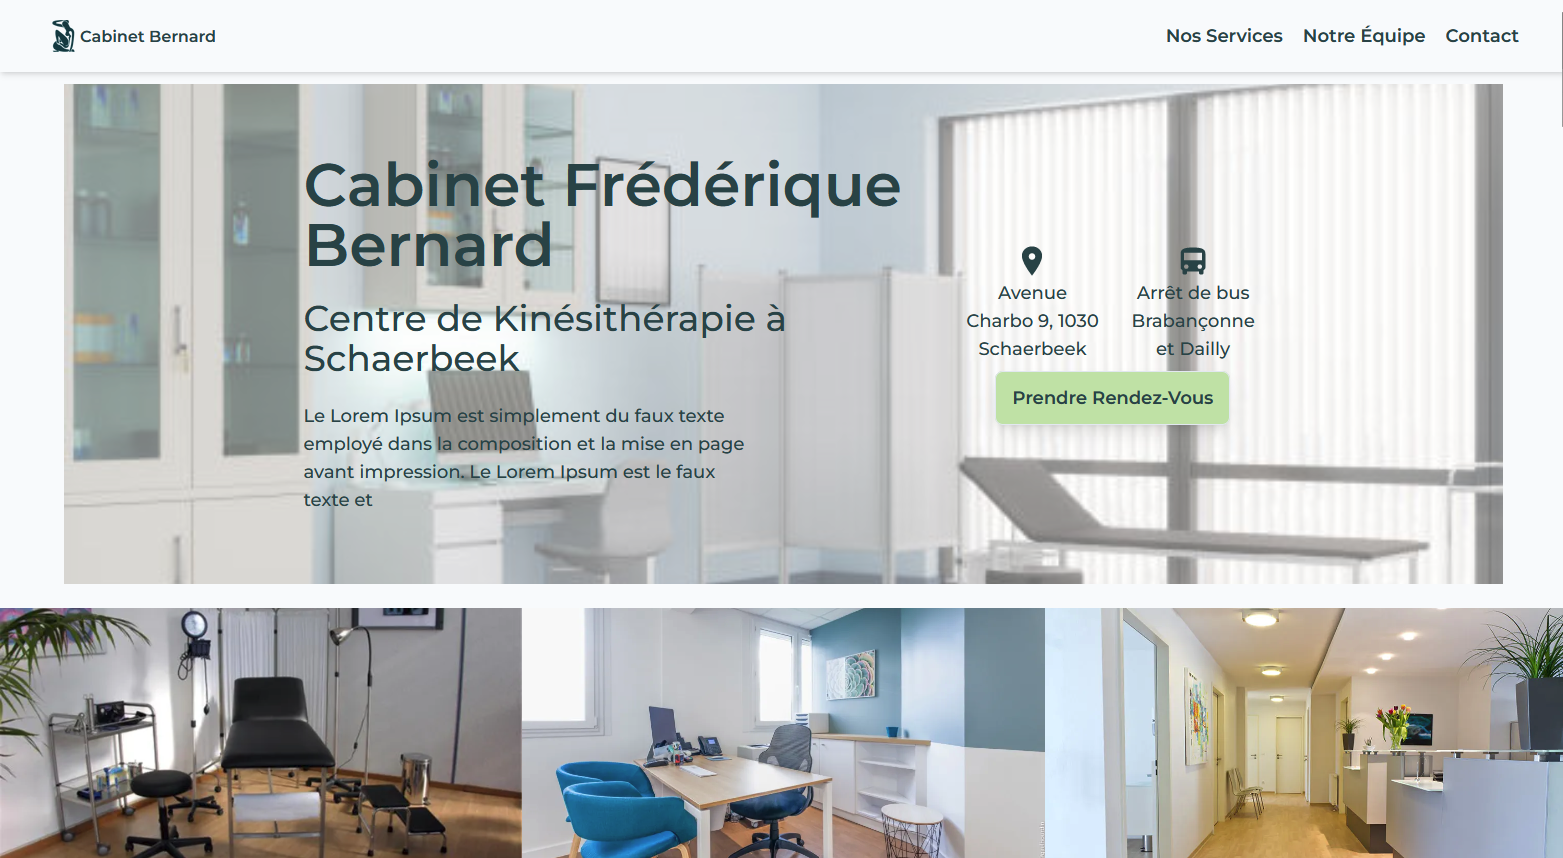 Cabinet Bernard
Nos Services
Notre Équipe
Contact
Cabinet Frédérique
Bernard
Centre de Kinésithérapie à
Schaerbeek
Le Lorem Ipsum est simplement du faux texte
employé dans la composition et la mise en page
avant impression. Le Lorem Ipsum est le faux
texte et
Avenue
Charbo 9, 1030
Schaerbeek
Arrêt de bus
Brabançonne
et Dailly
Prendre Rendez-Vous